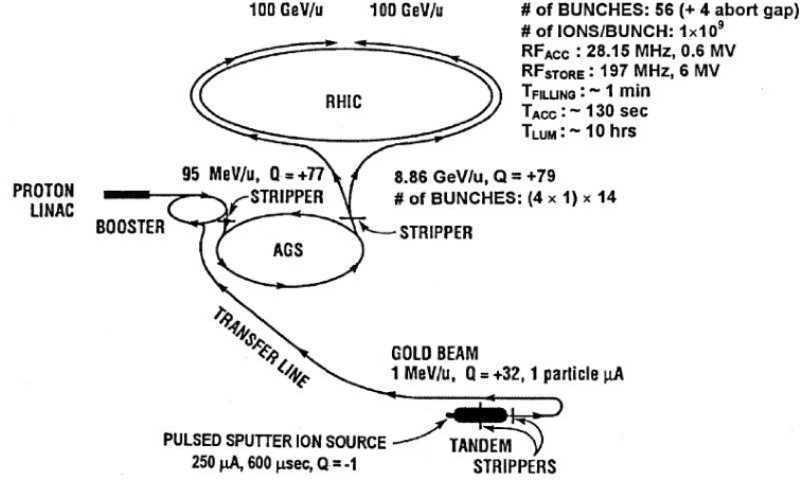 100 GeV/u 100 GeV/u
# of BUNCHES: 56 (+ 4 abort gap)
# of IONS/BUNCH: 1×10⁹
RF_ACC : 28.15 MHz, 0.6 MV
RF_STORE : 197 MHz, 6 MV
T_FILLING : ~ 1 min
T_ACC : ~ 130 sec
T_LUM : ~ 10 hrs
RHIC
95 MeV/u, Q = +77
8.86 GeV/u, Q = +79
# of BUNCHES: (4 × 1) × 14
PROTON
LINAC
STRIPPER
BOOSTER
STRIPPER
AGS
TRANSFER LINE
GOLD BEAM
1 MeV/u, Q = +32, 1 particle μA
PULSED SPUTTER ION SOURCE
250 μA, 600 μsec, Q = -1
TANDEM
STRIPPERS